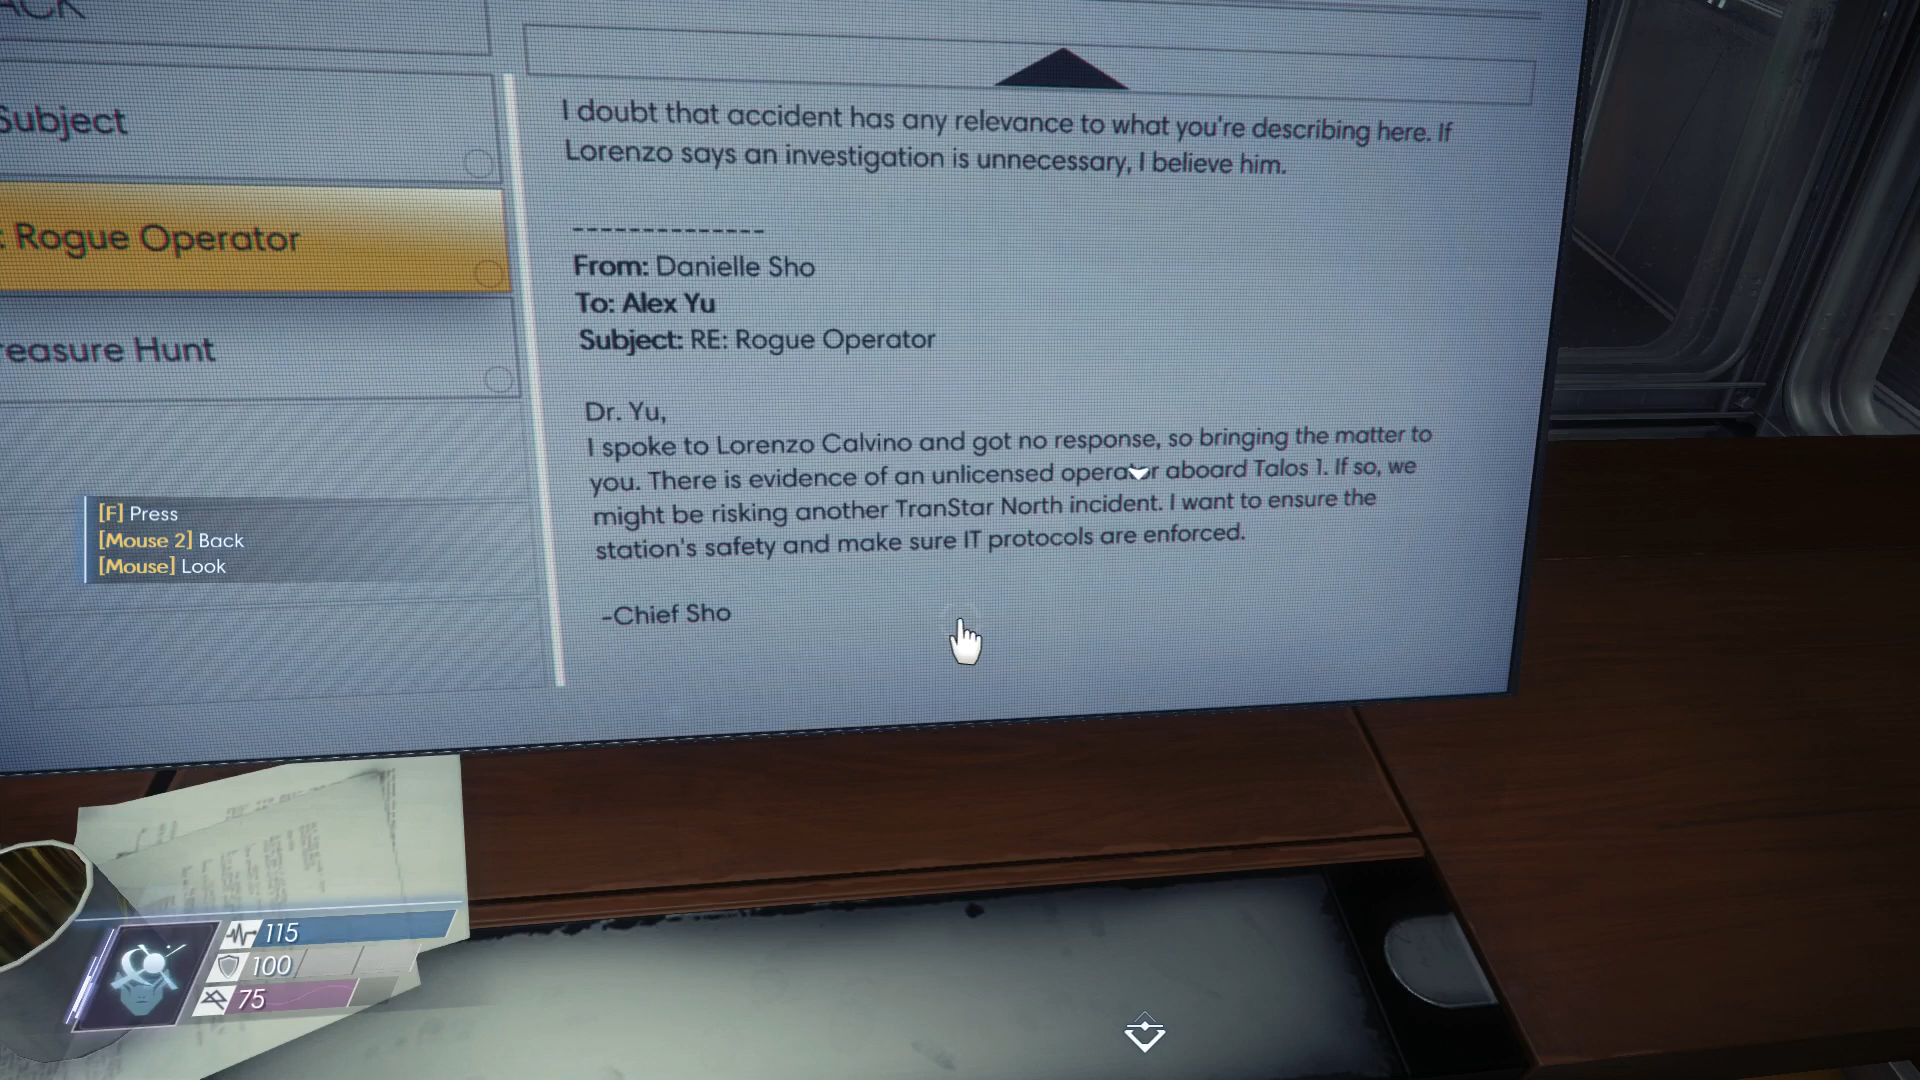 ACK
Subject
: Rogue Operator
reasure Hunt
I doubt that accident has any relevance to what you're describing here. If
Lorenzo says an investigation is unnecessary, I believe him.
--------------
From: Danielle Sho
To: Alex Yu
Subject: RE: Rogue Operator
Dr. Yu,
I spoke to Lorenzo Calvino and got no response, so bringing the matter to
you. There is evidence of an unlicensed operator aboard Talos 1. If so, we
might be risking another TranStar North incident. I want to ensure the
station's safety and make sure IT protocols are enforced.
-Chief Sho
[F] Press
[Mouse 2] Back
[Mouse] Look
115
100
75